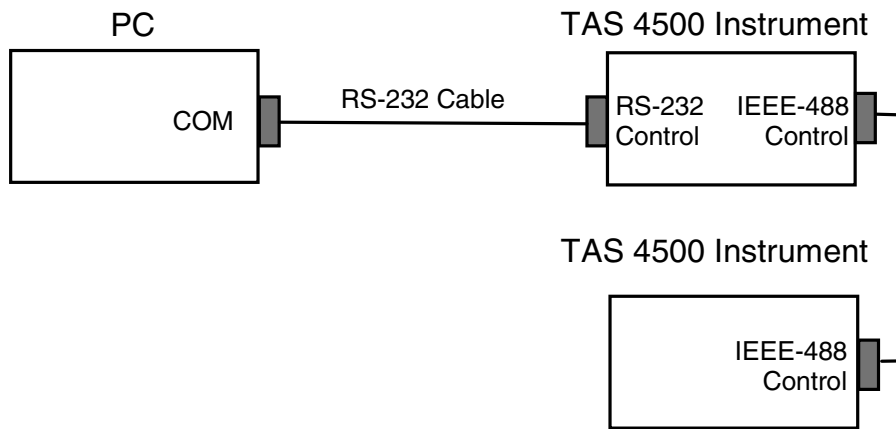 PC
TAS 4500 Instrument
COM
RS-232 Cable
RS-232
Control
IEEE-488
Control
TAS 4500 Instrument
IEEE-488
Control